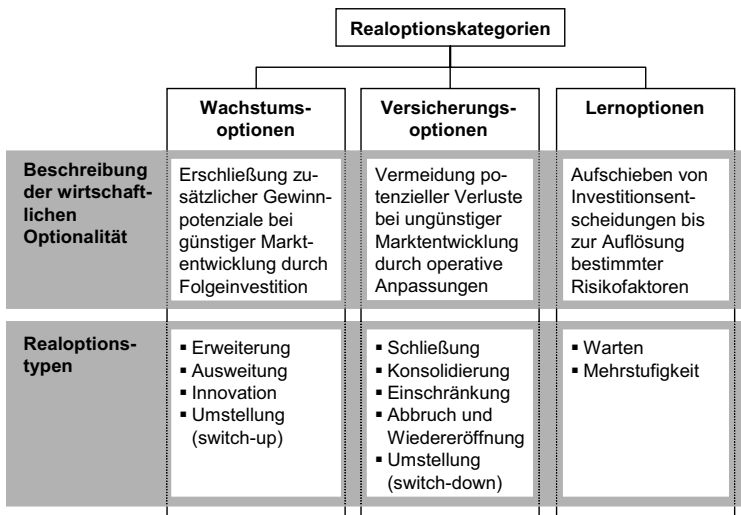 Realoptionskategorien
Wachstums-
optionen
Versicherungs-
optionen
Lernoptionen
Beschreibung
der wirtschaft-
lichen
Optionalität
Erschließung zu-
sätzlicher Gewinn-
potenziale bei
günstiger Markt-
entwicklung durch
Folgeinvestition
Vermeidung po-
tenzieller Verluste
bei ungünstiger
Marktentwicklung
durch operative
Anpassungen
Aufschieben von
Investitionsent-
scheidungen bis
zur Auflösung
bestimmter
Risikofaktoren
Realoptions-
typen
▪ Erweiterung
▪ Ausweitung
▪ Innovation
▪ Umstellung
(switch-up)
▪ Schließung
▪ Konsolidierung
▪ Einschränkung
▪ Abbruch und
Wiedereröffnung
▪ Umstellung
(switch-down)
▪ Warten
▪ Mehrstufigkeit